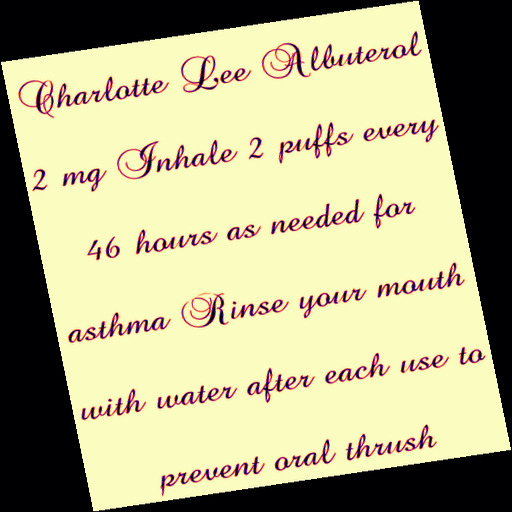 Charlotte Lee Albuterol
2 mg Inhale 2 puffs every
46 hours as needed for
asthma Rinse your mouth
with water after each use to
prevent oral thrush